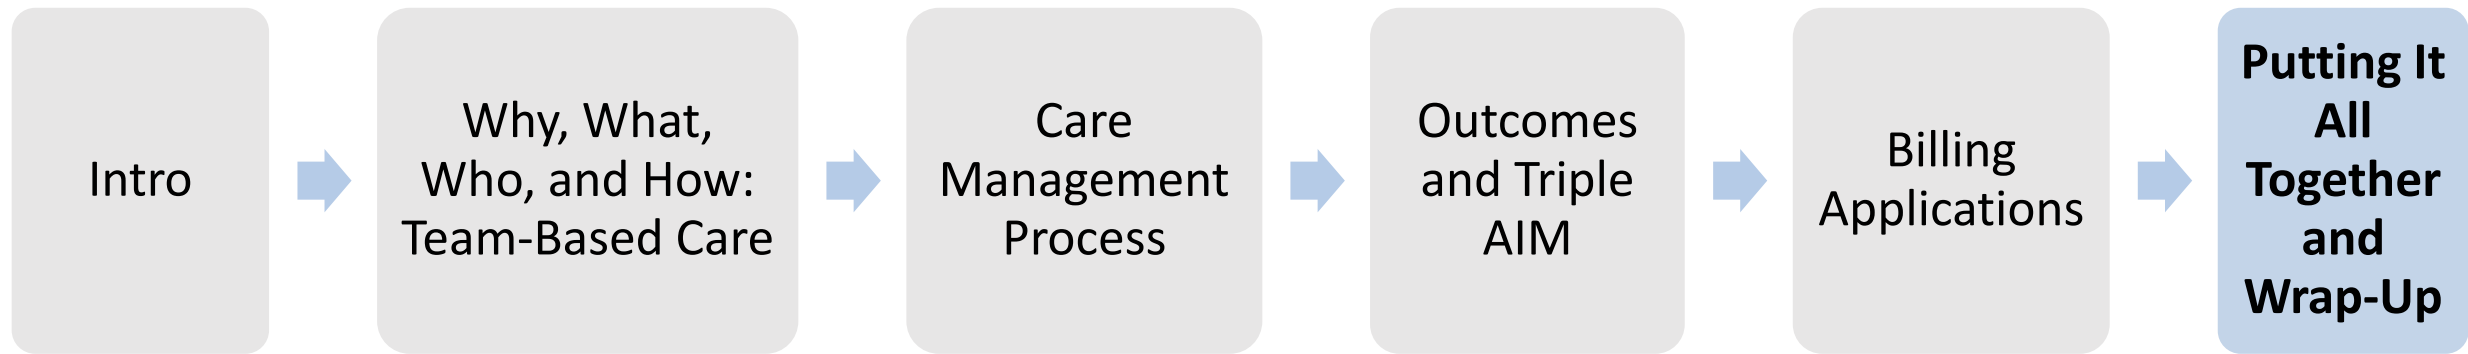 Intro
Why, What,
Who, and How:
Team-Based Care
Care
Management
Process
Outcomes
and Triple
AIM
Billing
Applications
Putting It
All
Together
and
Wrap-Up